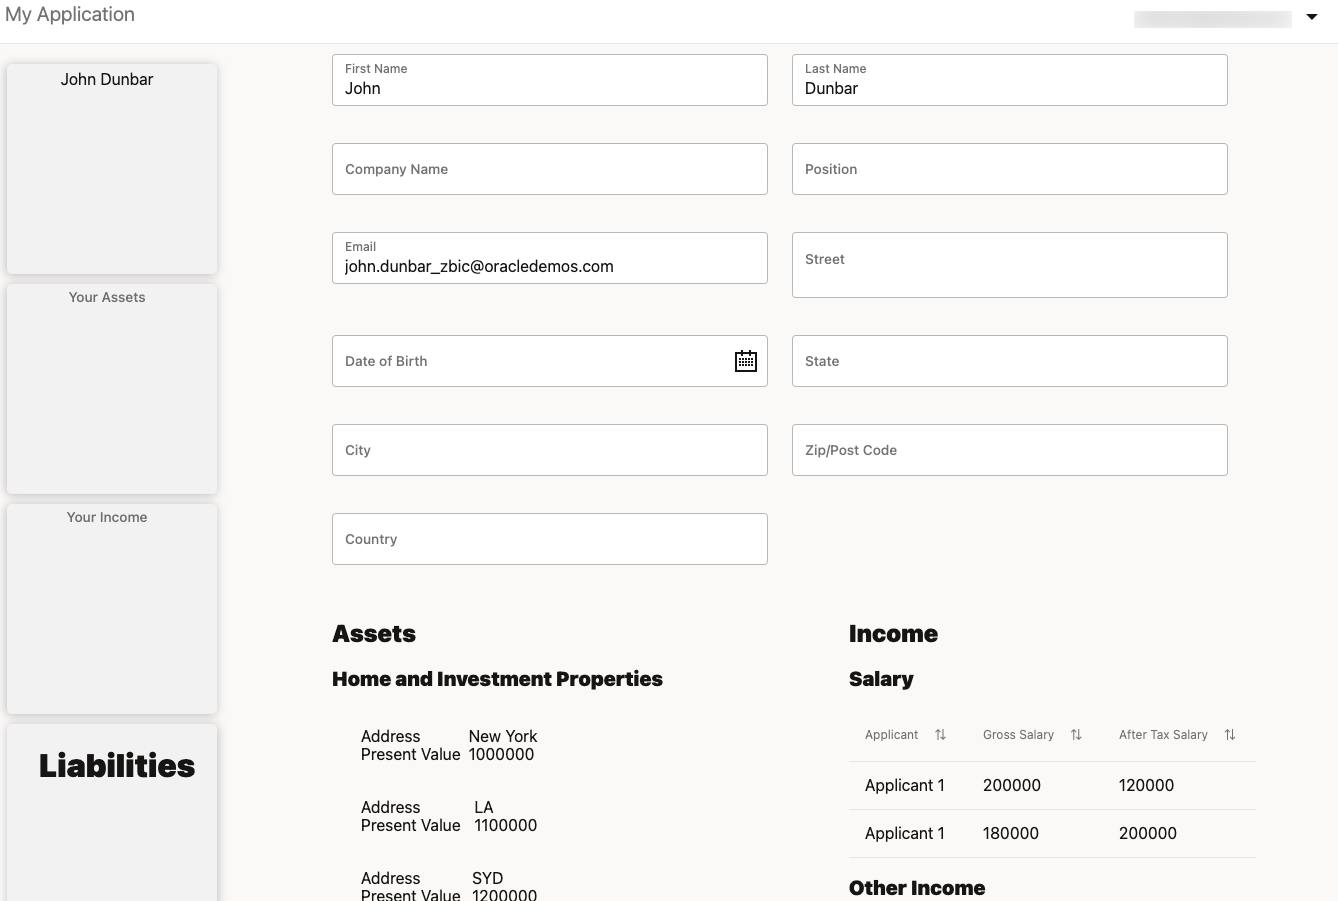 My Application
John Dunbar
Your Assets
Your Income
Liabilities
First Name
John
Last Name
Dunbar
Company Name
Position
Email
john.dunbar_zbic@oracledemos.com
Street
Date of Birth
State
City
Zip/Post Code
Country
Assets
Home and Investment Properties
Address New York
Present Value 1000000
Address LA
Present Value 1100000
Address SYD
Present Value 1200000
Income
Salary
Applicant Gross Salary After Tax Salary
Applicant 1 200000 120000
Applicant 1 180000 200000
Other Income